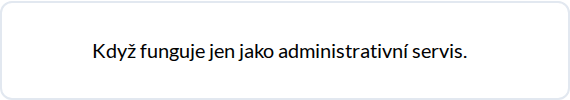 Když funguje jen jako administrativní servis.